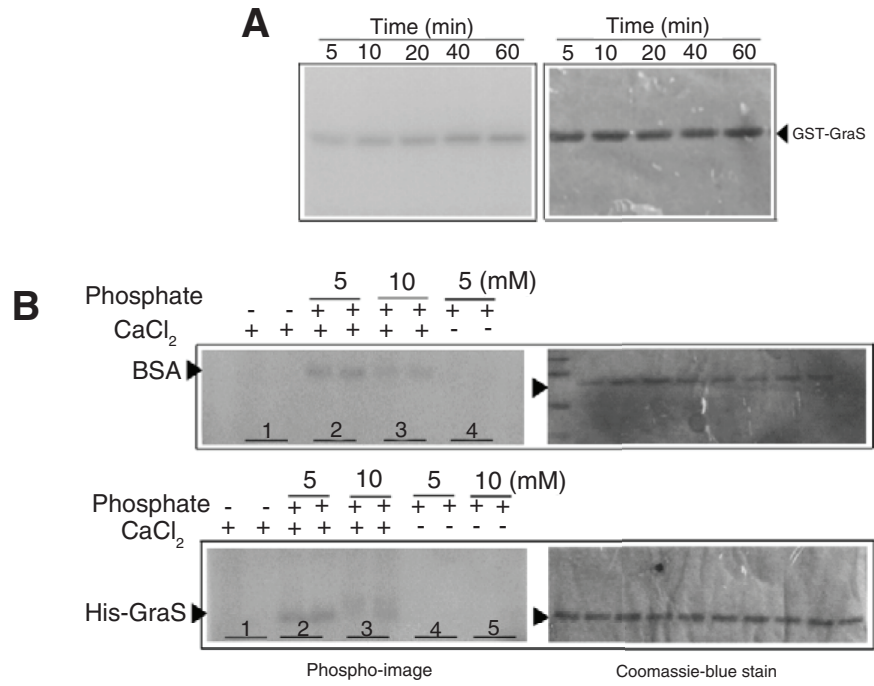 A
Time (min)
5 10 20 40 60
Time (min)
5 10 20 40 60
GST-GraS
B
5 10 5 (mM)
Phosphate - - + + + + + +
CaCl2 + + + + + + - -
BSA
1 2 3 4
5 10 5 10 (mM)
Phosphate - - + + + + + + + +
CaCl2 + + + + + + - - - -
His-GraS
1 2 3 4 5
Phospho-image
Coomassie-blue stain